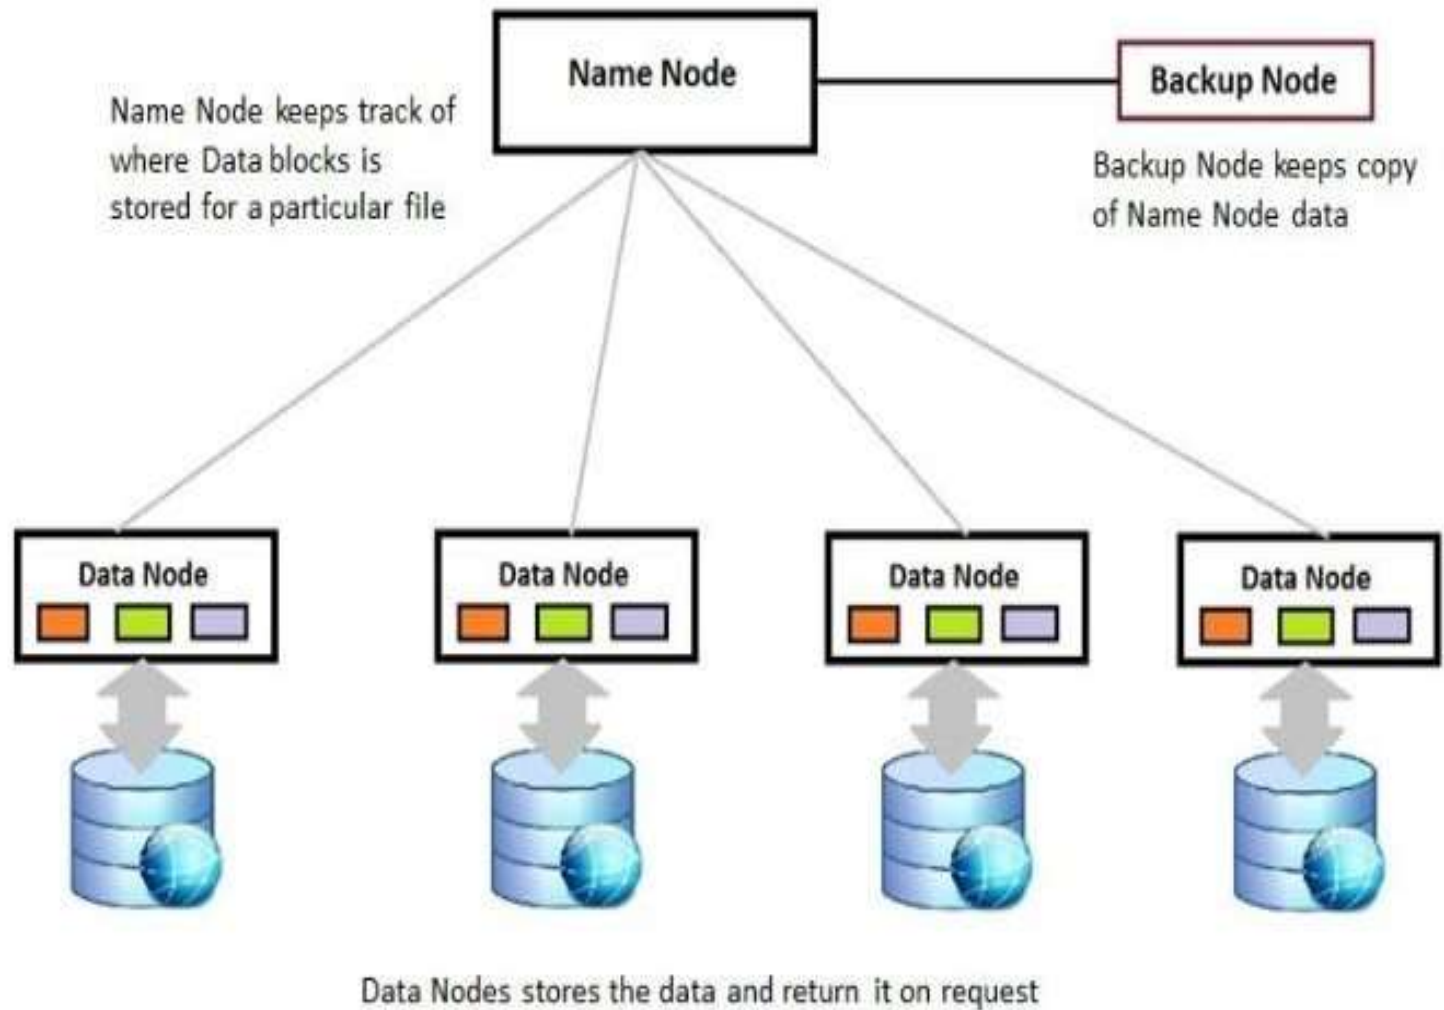 Name Node
Backup Node
Name Node keeps track of
where Data blocks is
stored for a particular file
Backup Node keeps copy
of Name Node data
Data Node
Data Node
Data Node
Data Node
Data Nodes stores the data and return it on request